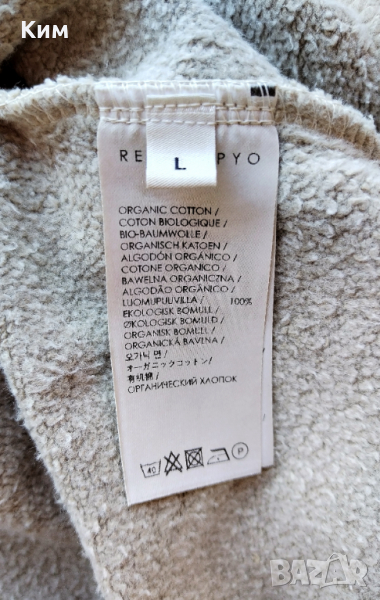 Ким
RE PYO
L
ORGANIC COTTON /
COTON BIOLOGIQUE /
BIO-BAUMWOLLE /
ORGANISCH KATOEN /
ALGODÓN ORGÁNICO /
COTONE ORGANICO /
BAWEŁNA ORGANICZNA /
ALGODÃO ORGÂNICO /
LUOMUPUUVILLA / 100%
EKOLOGISK BOMULL /
ØKOLOGISK BOMULD /
ORGANISK BOMULL /
ORGANICKÁ BAVLNA /
오가닉 면 /
オーガニックコットン /
有机棉 /
ОРГАНИЧЕСКИЙ ХЛОПОК
40
P
bazar